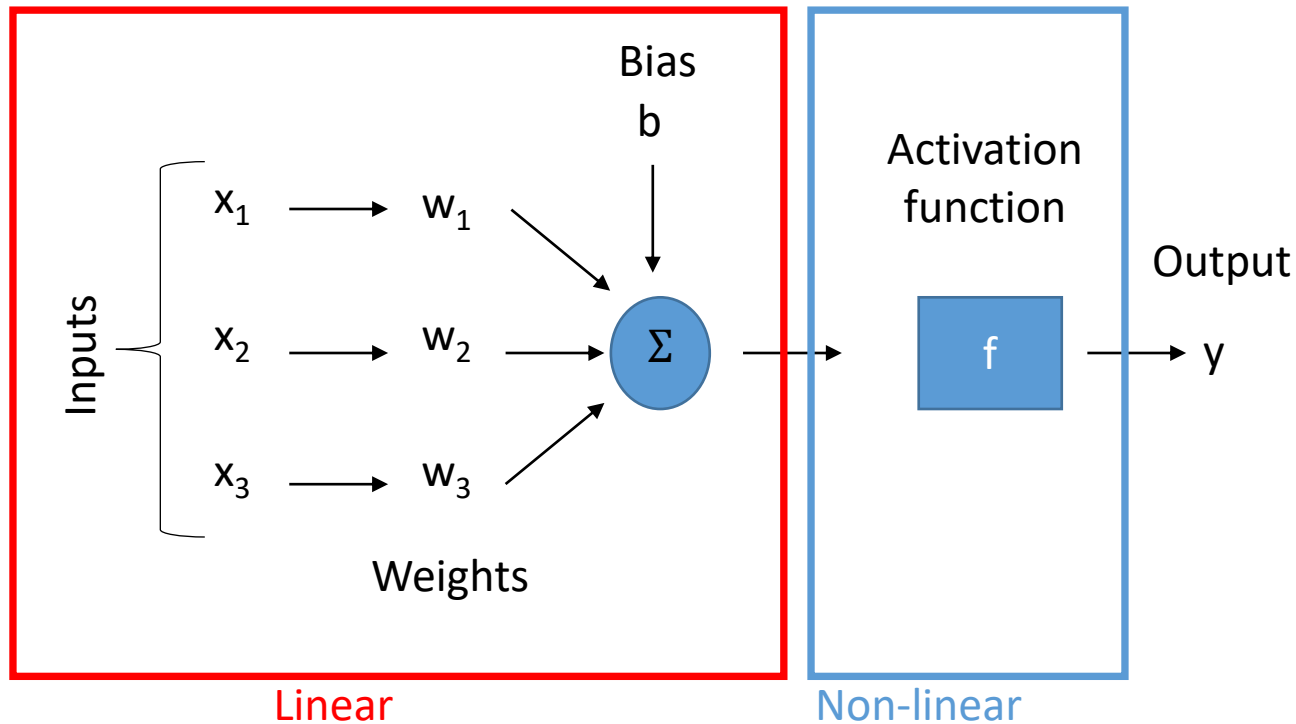 Bias
b
Activation
function
x₁ w₁
Output
Inputs
x₂ w₂ Σ f y
x₃ w₃
Weights
Linear Non-linear